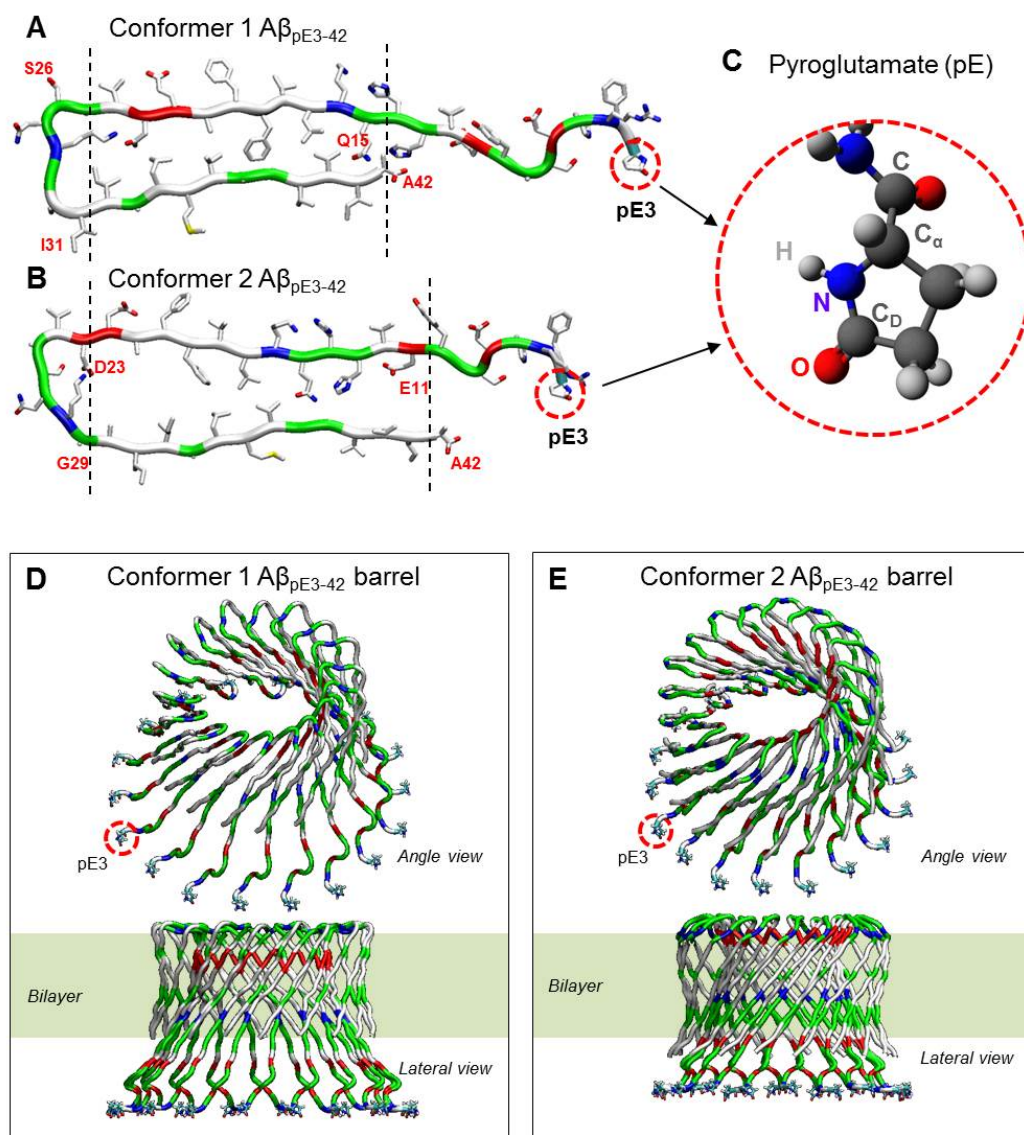 A Conformer 1 AβpE3-42
S26
Q15
A42
I31
pE3
B Conformer 2 AβpE3-42
D23
E11
G29
A42
pE3
C Pyroglutamate (pE)
C
Cα
H
N
CD
O
D Conformer 1 AβpE3-42 barrel
pE3
Angle view
Bilayer
Lateral view
E Conformer 2 AβpE3-42 barrel
pE3
Angle view
Bilayer
Lateral view